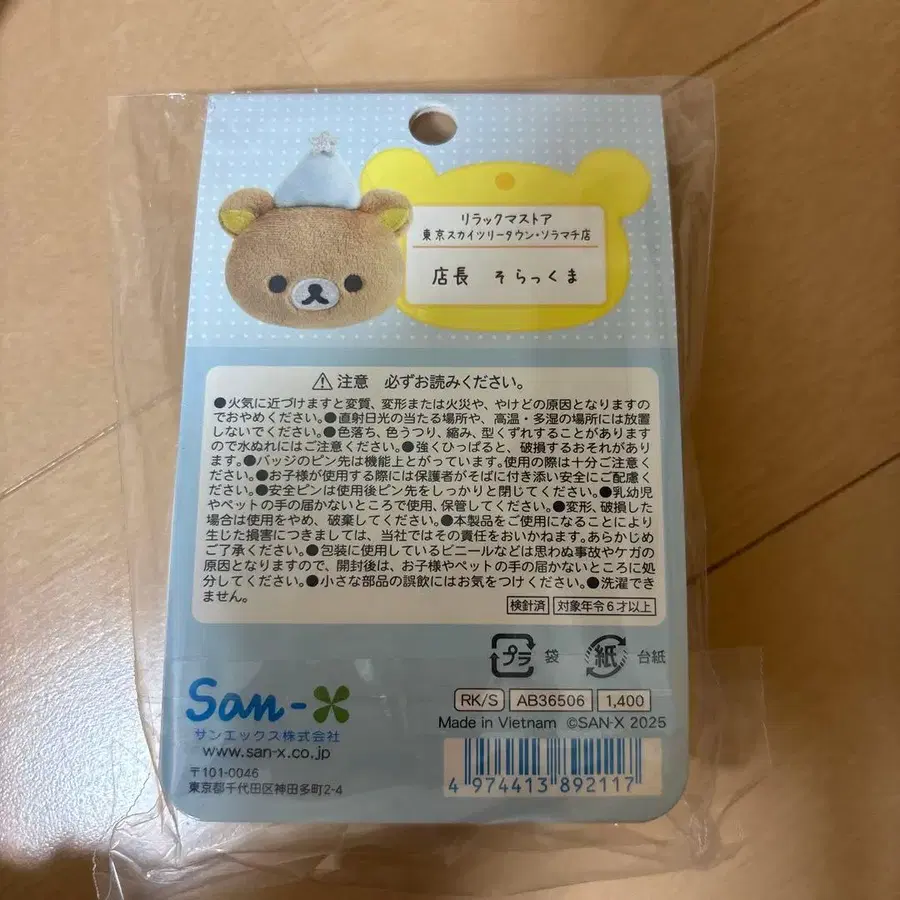 リラックマストア
東京スカイツリータウン・ソラマチ店
店長 そらっくま
注意 必ずお読みください。
●火気に近づけますと変質、変形または火災や、やけどの原因となりますの
でおやめください。●直射日光の当たる場所や、高温・多湿の場所には放置
しないでください。●色落ち、色うつり、縮み、型くずれすることがあります
ので水ぬれにはご注意ください。●強くひっぱると、破損するおそれがあり
ます。●バッジのピン先は機能上とがっています。使用の際は十分ご注意く
ださい。●お子様が使用する際には保護者がそばに付き添い安全にご配慮く
ださい。●安全ピンは使用後ピン先をしっかりと閉じてください。●乳幼児
やペットの手の届かないところで使用、保管してください。●変形、破損した
場合は使用をやめ、破棄してください。●本製品をご使用になることにより
生じた損害につきましては、当社ではその責任をおいかねます。あらかじめ
ご了承ください。●包装に使用しているビニールなどは思わぬ事故やケガの
原因となりますので、開封後は、お子様やペットの手の届かないところに処
分してください。●小さな部品の誤飲にはお気をつけください。●洗濯でき
ません。
検針済 対象年令6才以上
プラ 袋 紙 台紙
San-X
サンエックス株式会社
www.san-x.co.jp
〒101-0046
東京都千代田区神田多町2-4
RK/S AB36506 1,400
Made in Vietnam ©SAN-X 2025
4 974413 892117